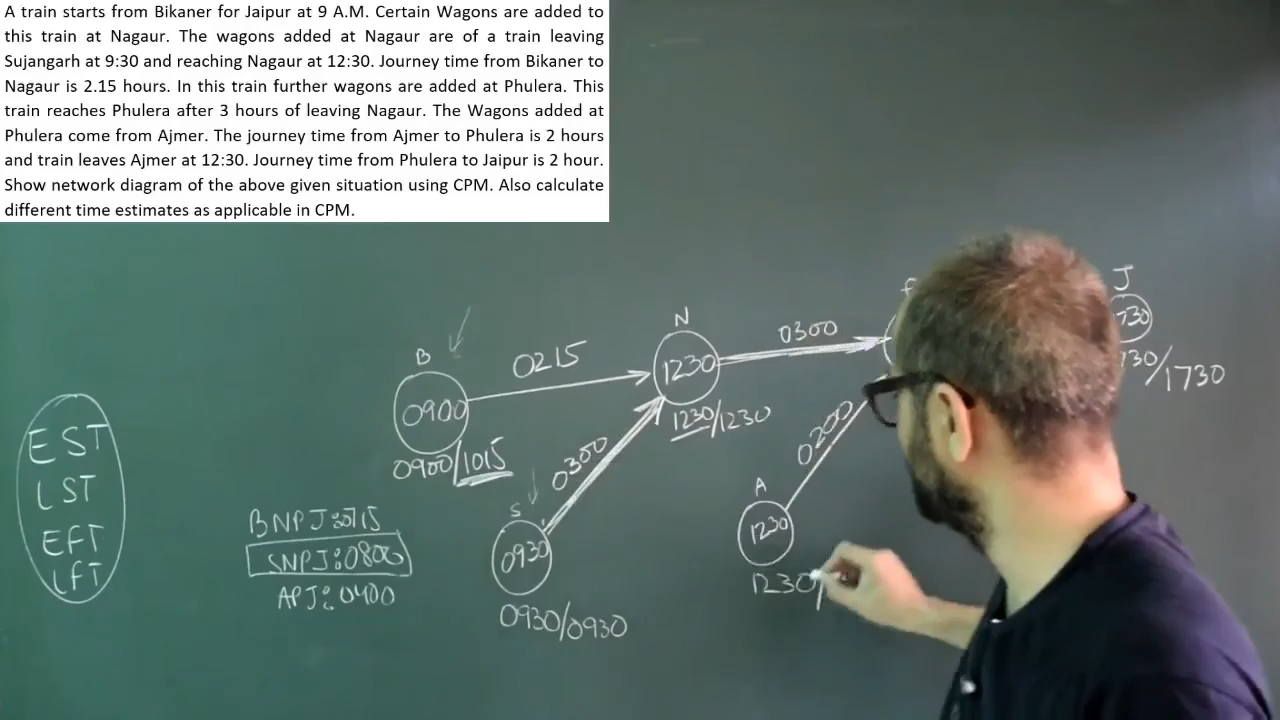 A train starts from Bikaner for Jaipur at 9 A.M. Certain Wagons are added to
this train at Nagaur. The wagons added at Nagaur are of a train leaving
Sujangarh at 9:30 and reaching Nagaur at 12:30. Journey time from Bikaner to
Nagaur is 2.15 hours. In this train further wagons are added at Phulera. This
train reaches Phulera after 3 hours of leaving Nagaur. The Wagons added at
Phulera come from Ajmer. The journey time from Ajmer to Phulera is 2 hours
and train leaves Ajmer at 12:30. Journey time from Phulera to Jaipur is 2 hour.
Show network diagram of the above given situation using CPM. Also calculate
different time estimates as applicable in CPM.
J
N
0300
730
B
0215
1230
730/1730
0900
1230/1230
0200
EST
0900/1015
0300
A
LST
S
BNPJ:0715
1230
EFT
SNPJ:0800
0930
1230/
LFT
APJ:0400
0930/0930